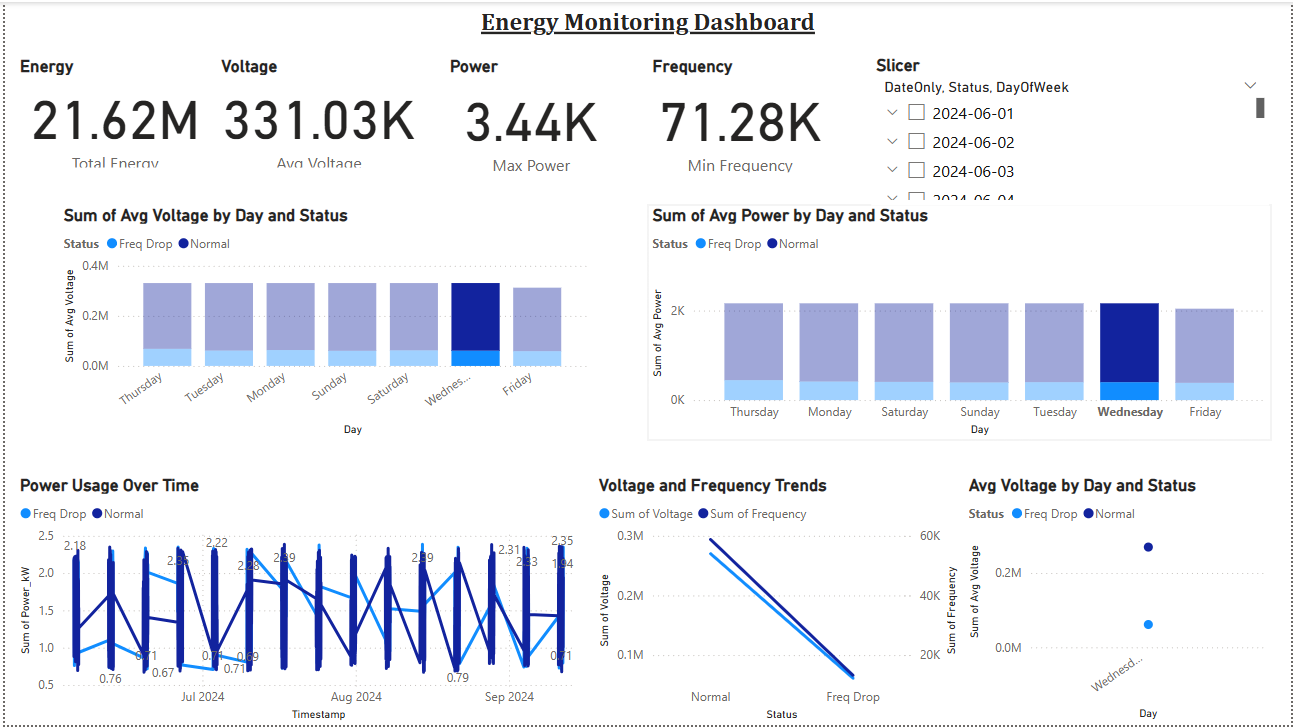 Energy Monitoring Dashboard
Energy
Voltage
Power
Frequency
Slicer
DateOnly, Status, DayOfWeek
21.62M
331.03K
3.44K
71.28K
Total Energy
Avg Voltage
Max Power
Min Frequency
2024-06-01
2024-06-02
2024-06-03
2024-06-04
Sum of Avg Voltage by Day and Status
Status Freq Drop Normal
Sum of Avg Voltage
0.4M
0.2M
0.0M
Thursday
Tuesday
Monday
Sunday
Saturday
Wednes...
Friday
Day
Sum of Avg Power by Day and Status
Status Freq Drop Normal
Sum of Avg Power
2K
0K
Thursday
Monday
Saturday
Sunday
Tuesday
Wednesday
Friday
Day
Power Usage Over Time
Freq Drop Normal
Sum of Power_kW
2.5
2.0
1.5
1.0
0.5
2.18
2.22
2.28
2.39
2.39
2.31
2.33
2.35
1.94
0.76
0.71
0.67
0.71
0.71
0.69
0.79
0.71
Jul 2024
Aug 2024
Sep 2024
Timestamp
Voltage and Frequency Trends
Sum of Voltage Sum of Frequency
Sum of Voltage
0.3M
0.2M
0.1M
60K
40K
20K
Sum of Frequency
Normal
Freq Drop
Status
Avg Voltage by Day and Status
Status Freq Drop Normal
Sum of Avg Voltage
0.2M
0.0M
Wednesd...
Day